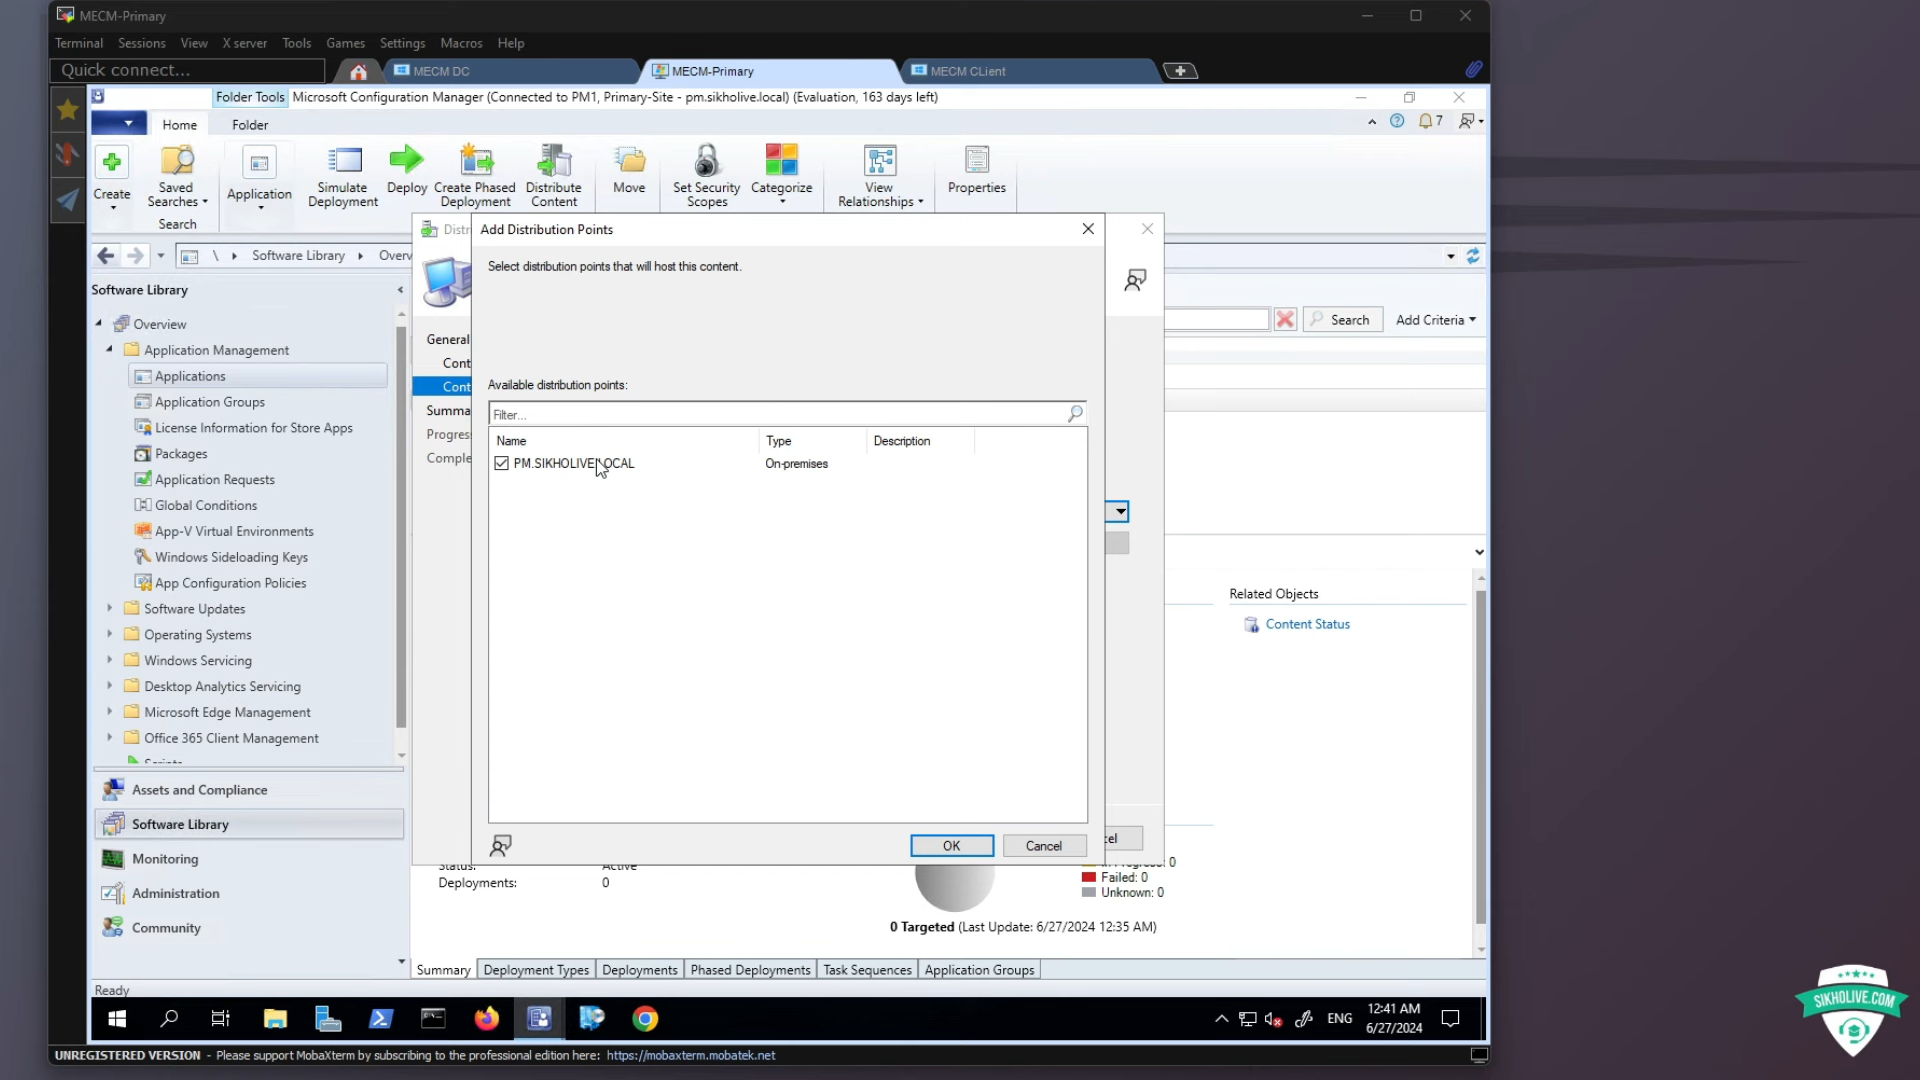 MECM-Primary
Terminal Sessions View X server Tools Games Settings Macros Help
Quick connect...
MECM DC
MECM-Primary
MECM CLient
Folder Tools
Microsoft Configuration Manager (Connected to PM1, Primary-Site - pm.sikholive.local) (Evaluation, 163 days left)
Home Folder
7
Create
Saved Searches
Search
Application
Simulate Deployment
Deploy
Create Phased Deployment
Distribute Content
Move
Set Security Scopes
Categorize
View Relationships
Properties
\ Software Library
Software Library
Overview
Application Management
Applications
Application Groups
License Information for Store Apps
Packages
Application Requests
Global Conditions
App-V Virtual Environments
Windows Sideloading Keys
App Configuration Policies
Software Updates
Operating Systems
Windows Servicing
Desktop Analytics Servicing
Microsoft Edge Management
Office 365 Client Management
Assets and Compliance
Software Library
Monitoring
Administration
Community
General
Add Distribution Points
Select distribution points that will host this content.
Available distribution points:
Filter...
Name Type Description
PM.SIKHOLIVE.LOCAL On-premises
OK Cancel
Search
Add Criteria
Related Objects
Content Status
Deployments: 0
Failed: 0
Unknown: 0
0 Targeted (Last Update: 6/27/2024 12:35 AM)
Summary Deployment Types Deployments Phased Deployments Task Sequences Application Groups
Ready
ENG
12:41 AM
6/27/2024
UNREGISTERED VERSION - Please support MobaXterm by subscribing to the professional edition here: https://mobaxterm.mobatek.net
SIKHOLIVE.COM